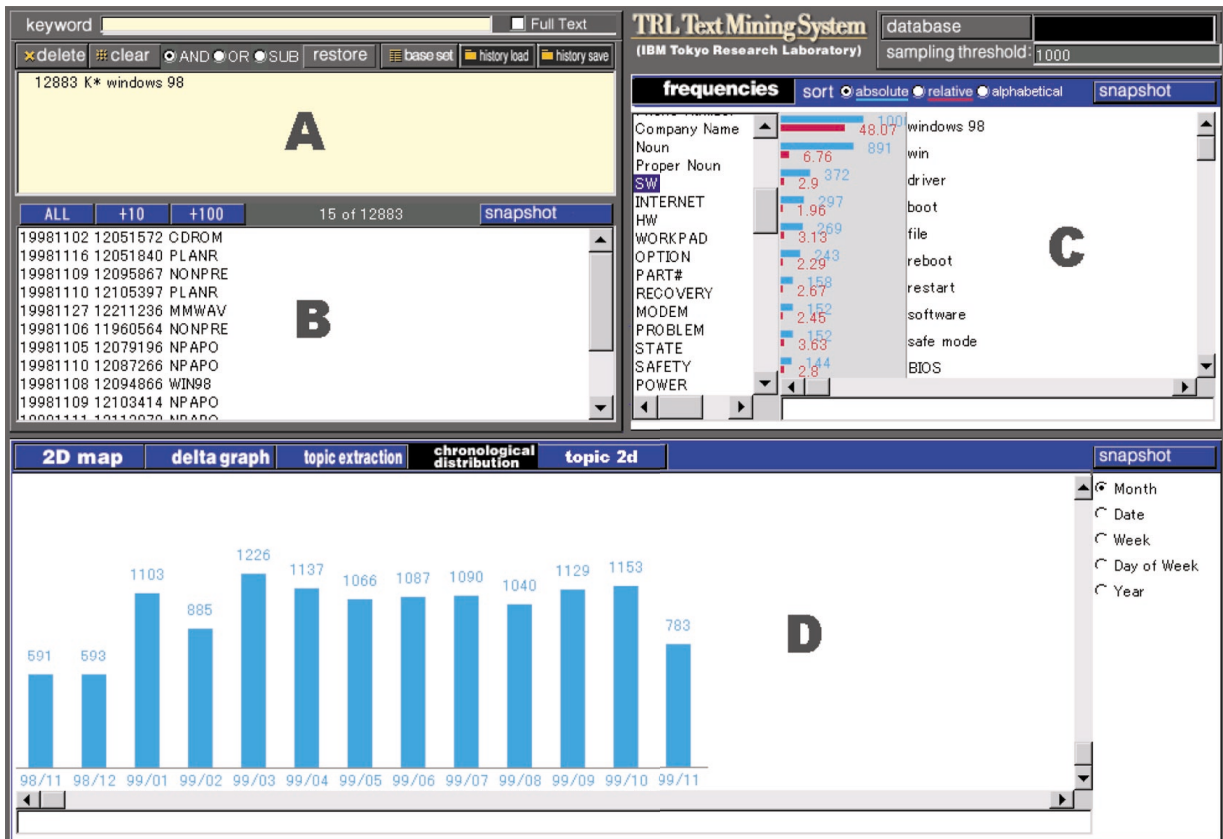 keyword Full Text
delete clear AND OR SUB restore base set history load history save
12883 K* windows 98
A
ALL +10 +100 15 of 12883 snapshot
19981102 12051572 CDROM
19981116 12051840 PLANR
19981109 12095867 NONPRE
19981110 12105397 PLANR
19981127 12211236 MMWAV
19981106 11960564 NONPRE
19981105 12079196 NPAPO
19981110 12087266 NPAPO
19981108 12094866 WIN98
19981109 12103414 NPAPO
B
TRL Text Mining System
(IBM Tokyo Research Laboratory)
database
sampling threshold: 1000
frequencies sort absolute relative alphabetical snapshot
Company Name
Noun
Proper Noun
SW
INTERNET
HW
WORKPAD
OPTION
PART#
RECOVERY
MODEM
PROBLEM
STATE
SAFETY
POWER
48.07 windows 98
891 6.76 win
372 2.9 driver
297 1.96 boot
269 3.13 file
243 2.29 reboot
158 2.67 restart
152 2.45 software
152 3.63 safe mode
144 2.8 BIOS
C
2D map delta graph topic extraction chronological distribution topic 2d snapshot
591 593 1103 885 1226 1137 1066 1087 1090 1040 1129 1153 783
98/11 98/12 99/01 99/02 99/03 99/04 99/05 99/06 99/07 99/08 99/09 99/10 99/11
D
Month
Date
Week
Day of Week
Year